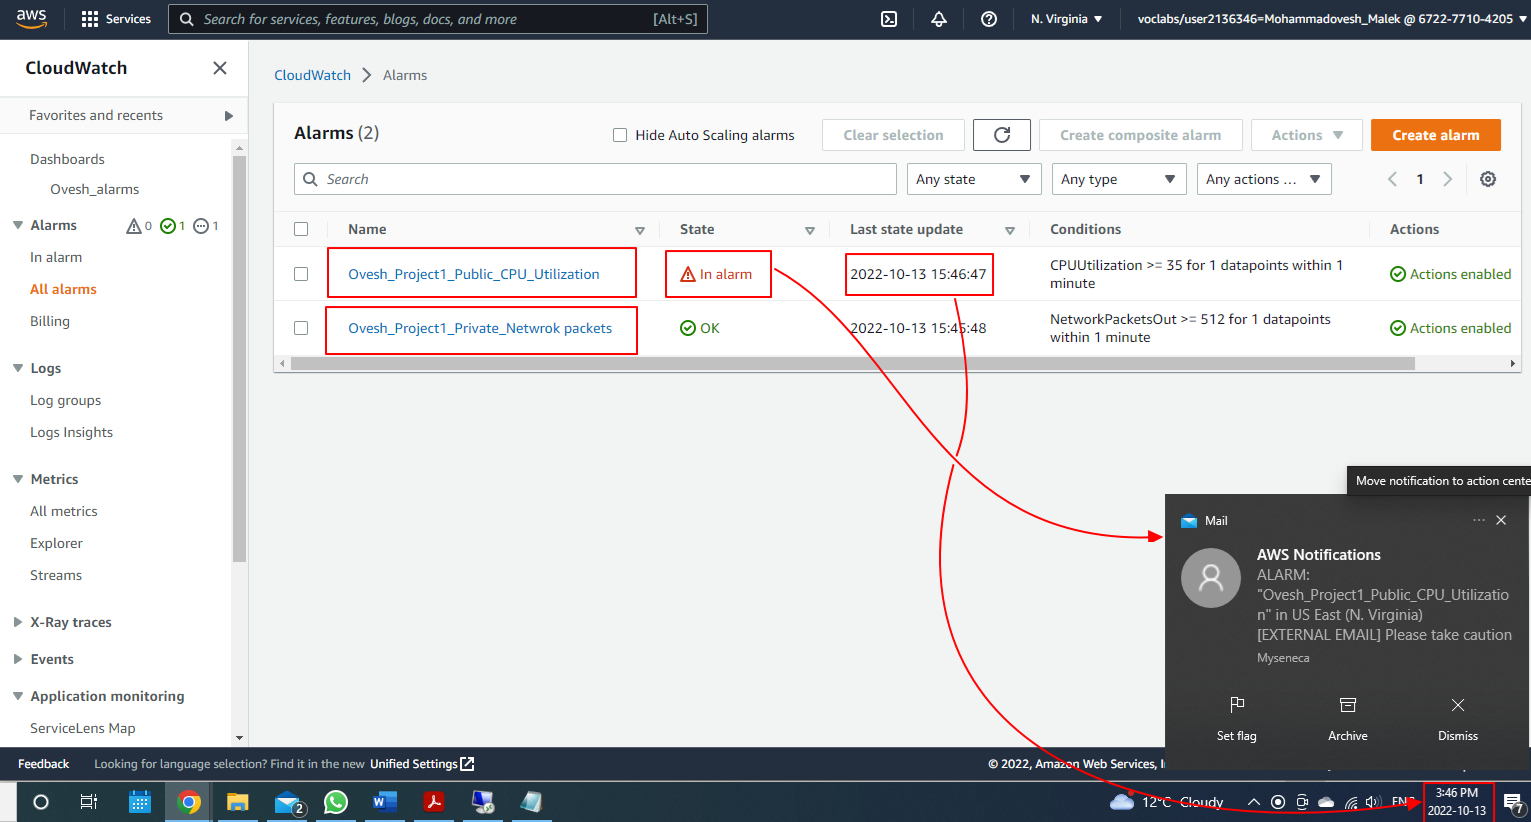 aws
Services
Search for services, features, blogs, docs, and more
[Alt+S]
N. Virginia
voclabs/user2136346=Mohammadovesh_Malek @ 6722-7710-4205
CloudWatch
Favorites and recents
Dashboards
Ovesh_alarms
Alarms 0 1 1
In alarm
All alarms
Billing
Logs
Log groups
Logs Insights
Metrics
All metrics
Explorer
Streams
X-Ray traces
Events
Application monitoring
ServiceLens Map
CloudWatch Alarms
Alarms (2)
Hide Auto Scaling alarms
Clear selection
Create composite alarm
Actions
Create alarm
Search
Any state
Any type
Any actions ...
1
Name State Last state update Conditions Actions
Ovesh_Project1_Public_CPU_Utilization In alarm 2022-10-13 15:46:47 CPUUtilization >= 35 for 1 datapoints within 1
minute
Actions enabled
Ovesh_Project1_Private_Netwrok packets OK 2022-10-13 15:45:48 NetworkPacketsOut >= 512 for 1 datapoints
within 1 minute
Actions enabled
Move notification to action cente
Mail
AWS Notifications
ALARM:
"Ovesh_Project1_Public_CPU_Utilizatio
n" in US East (N. Virginia)
[EXTERNAL EMAIL] Please take caution
Myseneca
Set flag
Archive
Dismiss
Feedback
Looking for language selection? Find it in the new Unified Settings
© 2022, Amazon Web Services, I
2
12°C Cloudy
ENG
3:46 PM
2022-10-13
7